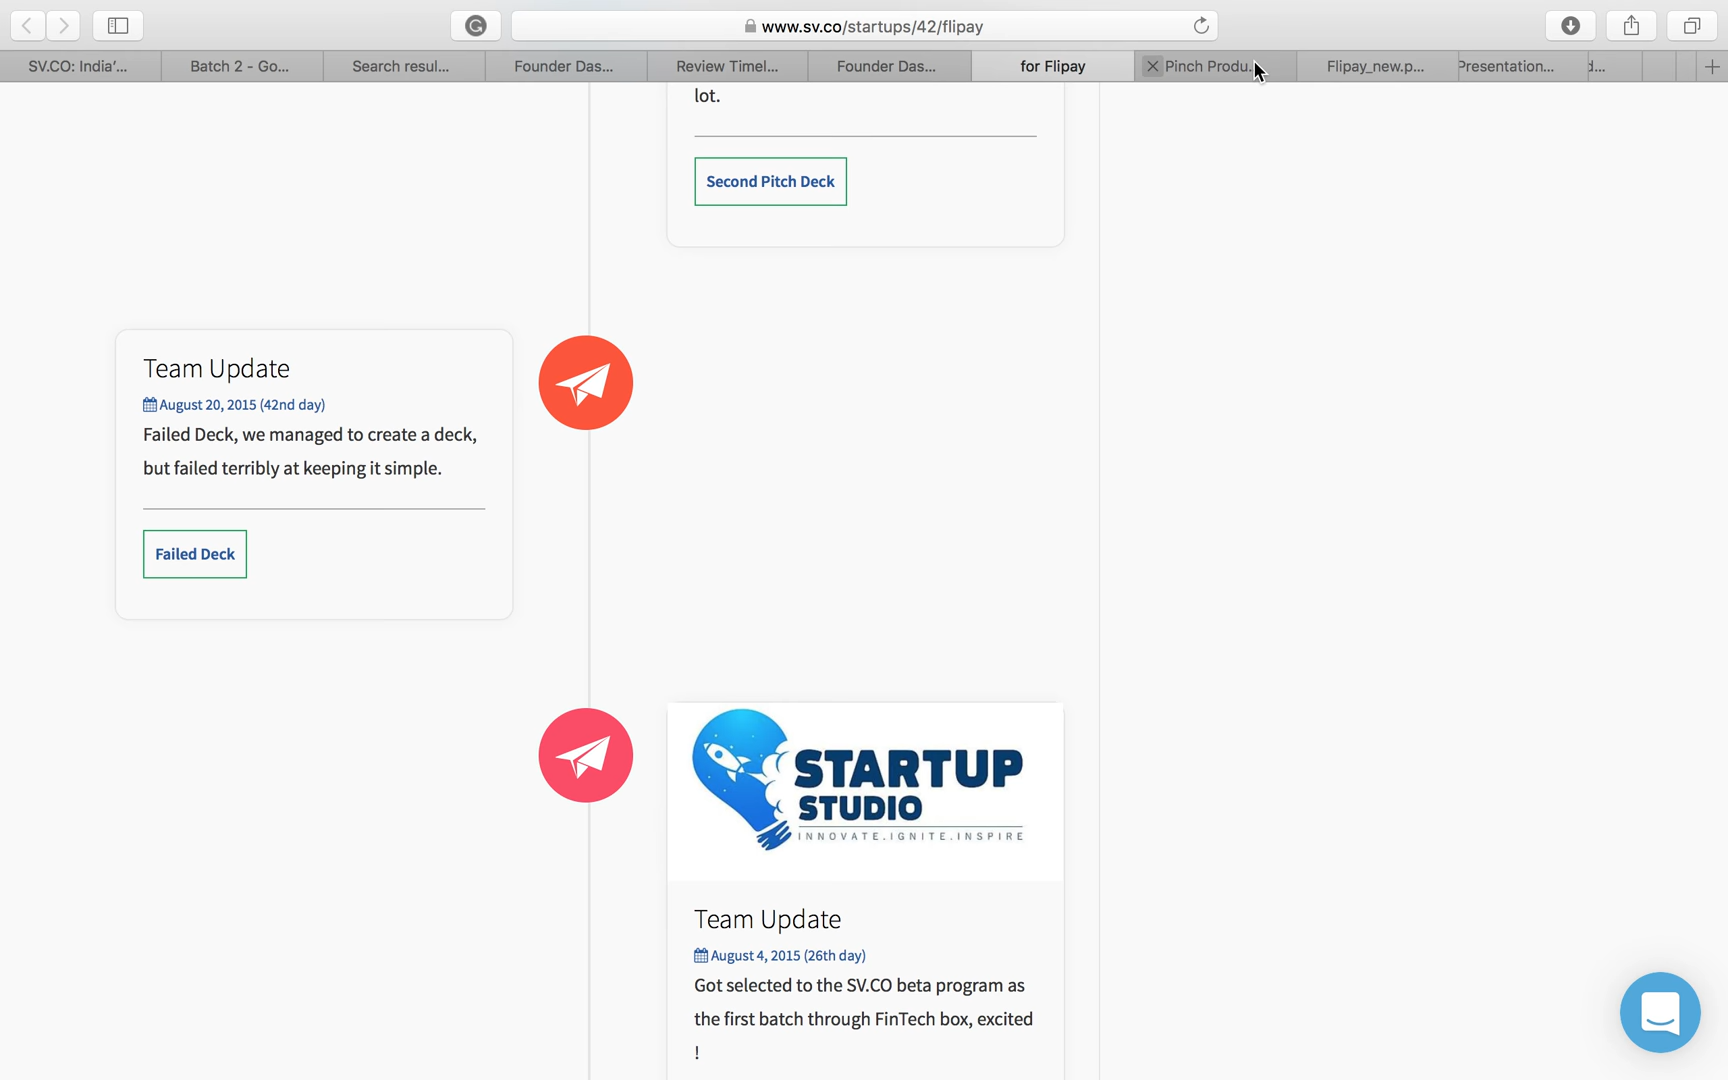 www.sv.co/startups/42/flipay
SV.CO: India'...
Batch 2 - Go...
Search resul...
Founder Das...
Review Timel...
Founder Das...
for Flipay
Pinch Produ...
Flipay_new.p...
Presentation...
d...
lot.
Second Pitch Deck
Team Update
August 20, 2015 (42nd day)
Failed Deck, we managed to create a deck,
but failed terribly at keeping it simple.
Failed Deck
STARTUP
STUDIO
INNOVATE.IGNITE.INSPIRE
Team Update
August 4, 2015 (26th day)
Got selected to the SV.CO beta program as
the first batch through FinTech box, excited
!